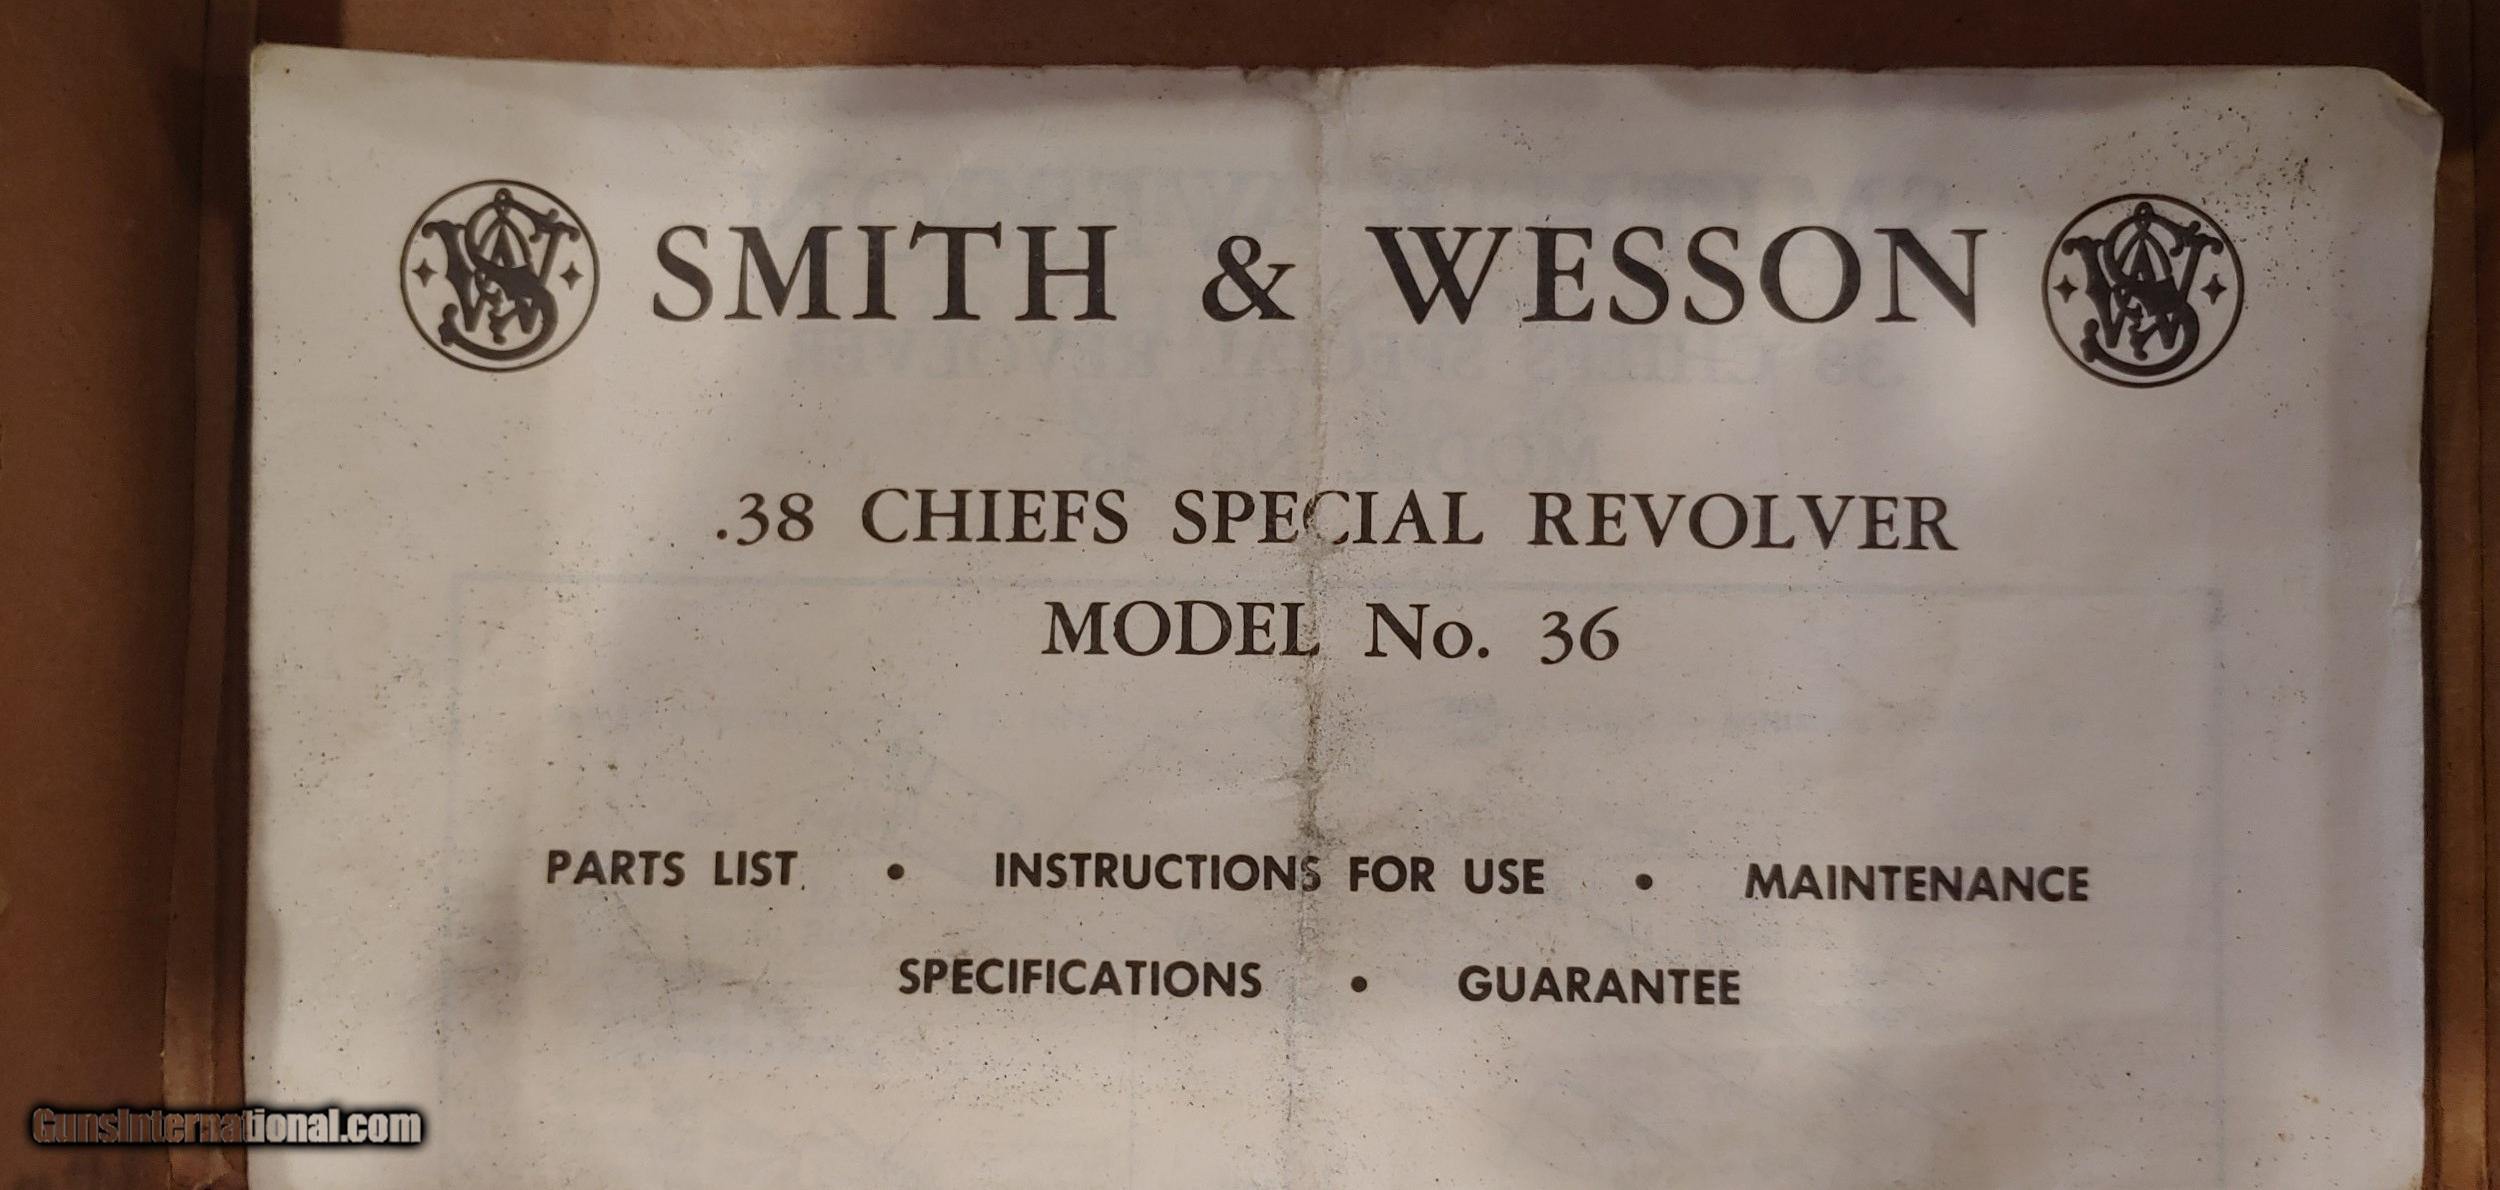 SMITH & WESSON
.38 CHIEFS SPECIAL REVOLVER
MODEL No. 36
PARTS LIST. • INSTRUCTIONS FOR USE • MAINTENANCE
SPECIFICATIONS • GUARANTEE
GunsInternational.com